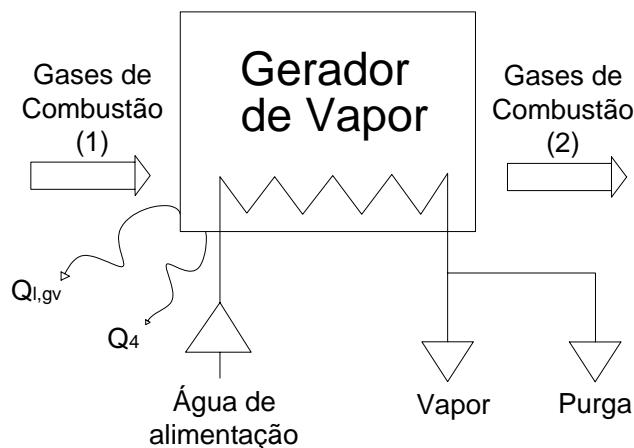 Gerador
de Vapor
Gases de
Combustão
(1)
Gases de
Combustão
(2)
Ql,gv
Q4
Água de
alimentação
Vapor
Purga